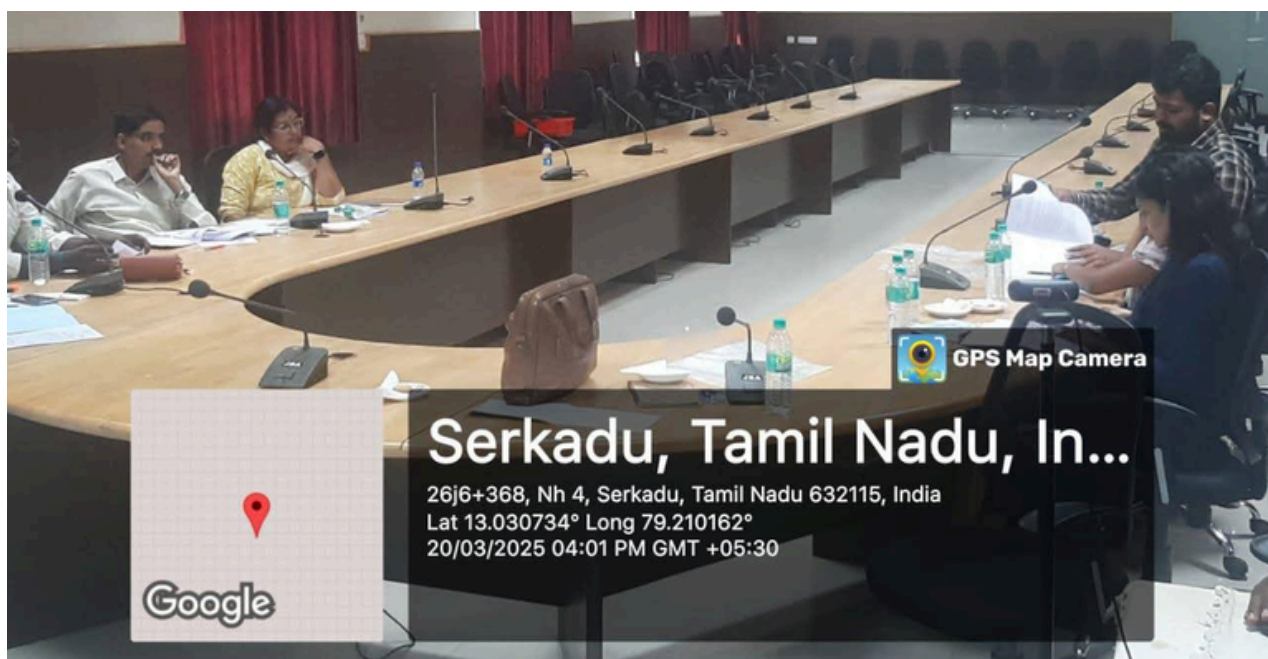 GPS Map Camera
Serkadu, Tamil Nadu, In...
26j6+368, Nh 4, Serkadu, Tamil Nadu 632115, India
Lat 13.030734° Long 79.210162°
20/03/2025 04:01 PM GMT +05:30
Google